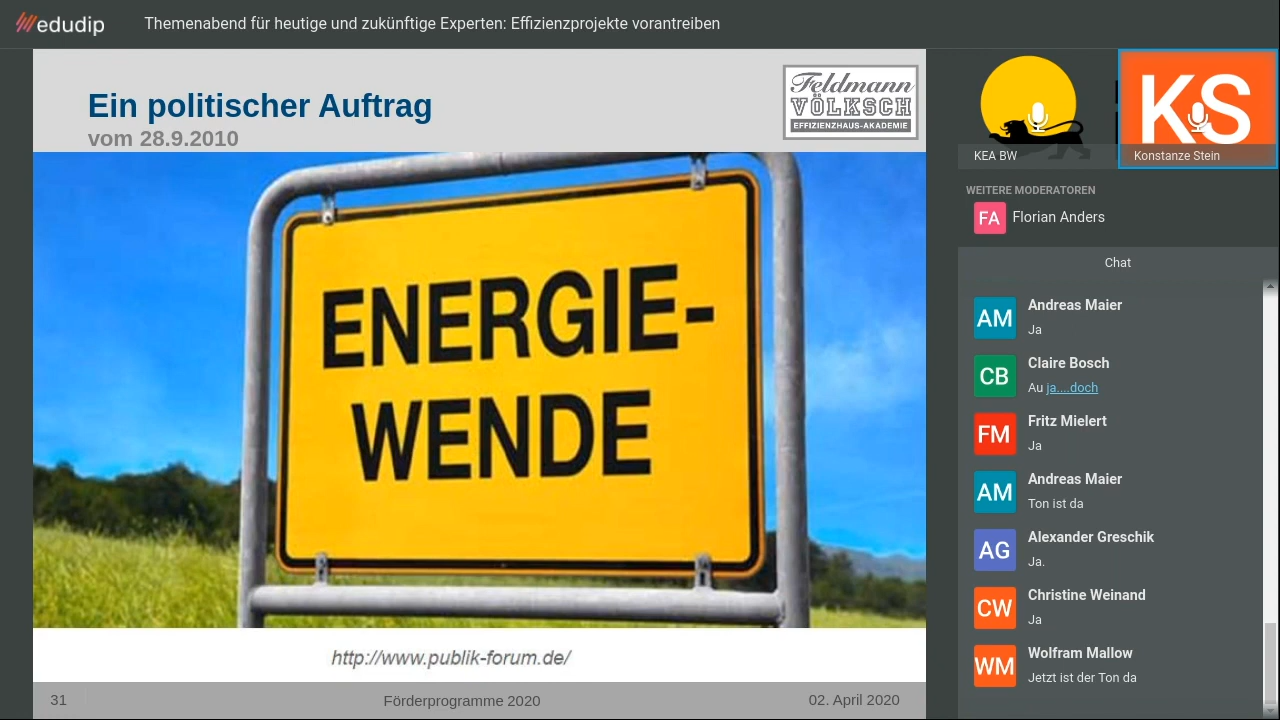 edudip
Themenabend für heutige und zukünftige Experten: Effizienzprojekte vorantreiben
Ein politischer Auftrag
vom 28.9.2010
Feldmann
VÖLKSCH
EFFIZIENZHAUS-AKADEMIE
ENERGIE-
WENDE
http://www.publik-forum.de/
31
Förderprogramme 2020
02. April 2020
KEA BW
KS
Konstanze Stein
WEITERE MODERATOREN
FA
Florian Anders
Chat
AM
Andreas Maier
Ja
CB
Claire Bosch
Au ja....doch
FM
Fritz Mielert
Ja
AM
Andreas Maier
Ton ist da
AG
Alexander Greschik
Ja.
CW
Christine Weinand
Ja
WM
Wolfram Mallow
Jetzt ist der Ton da